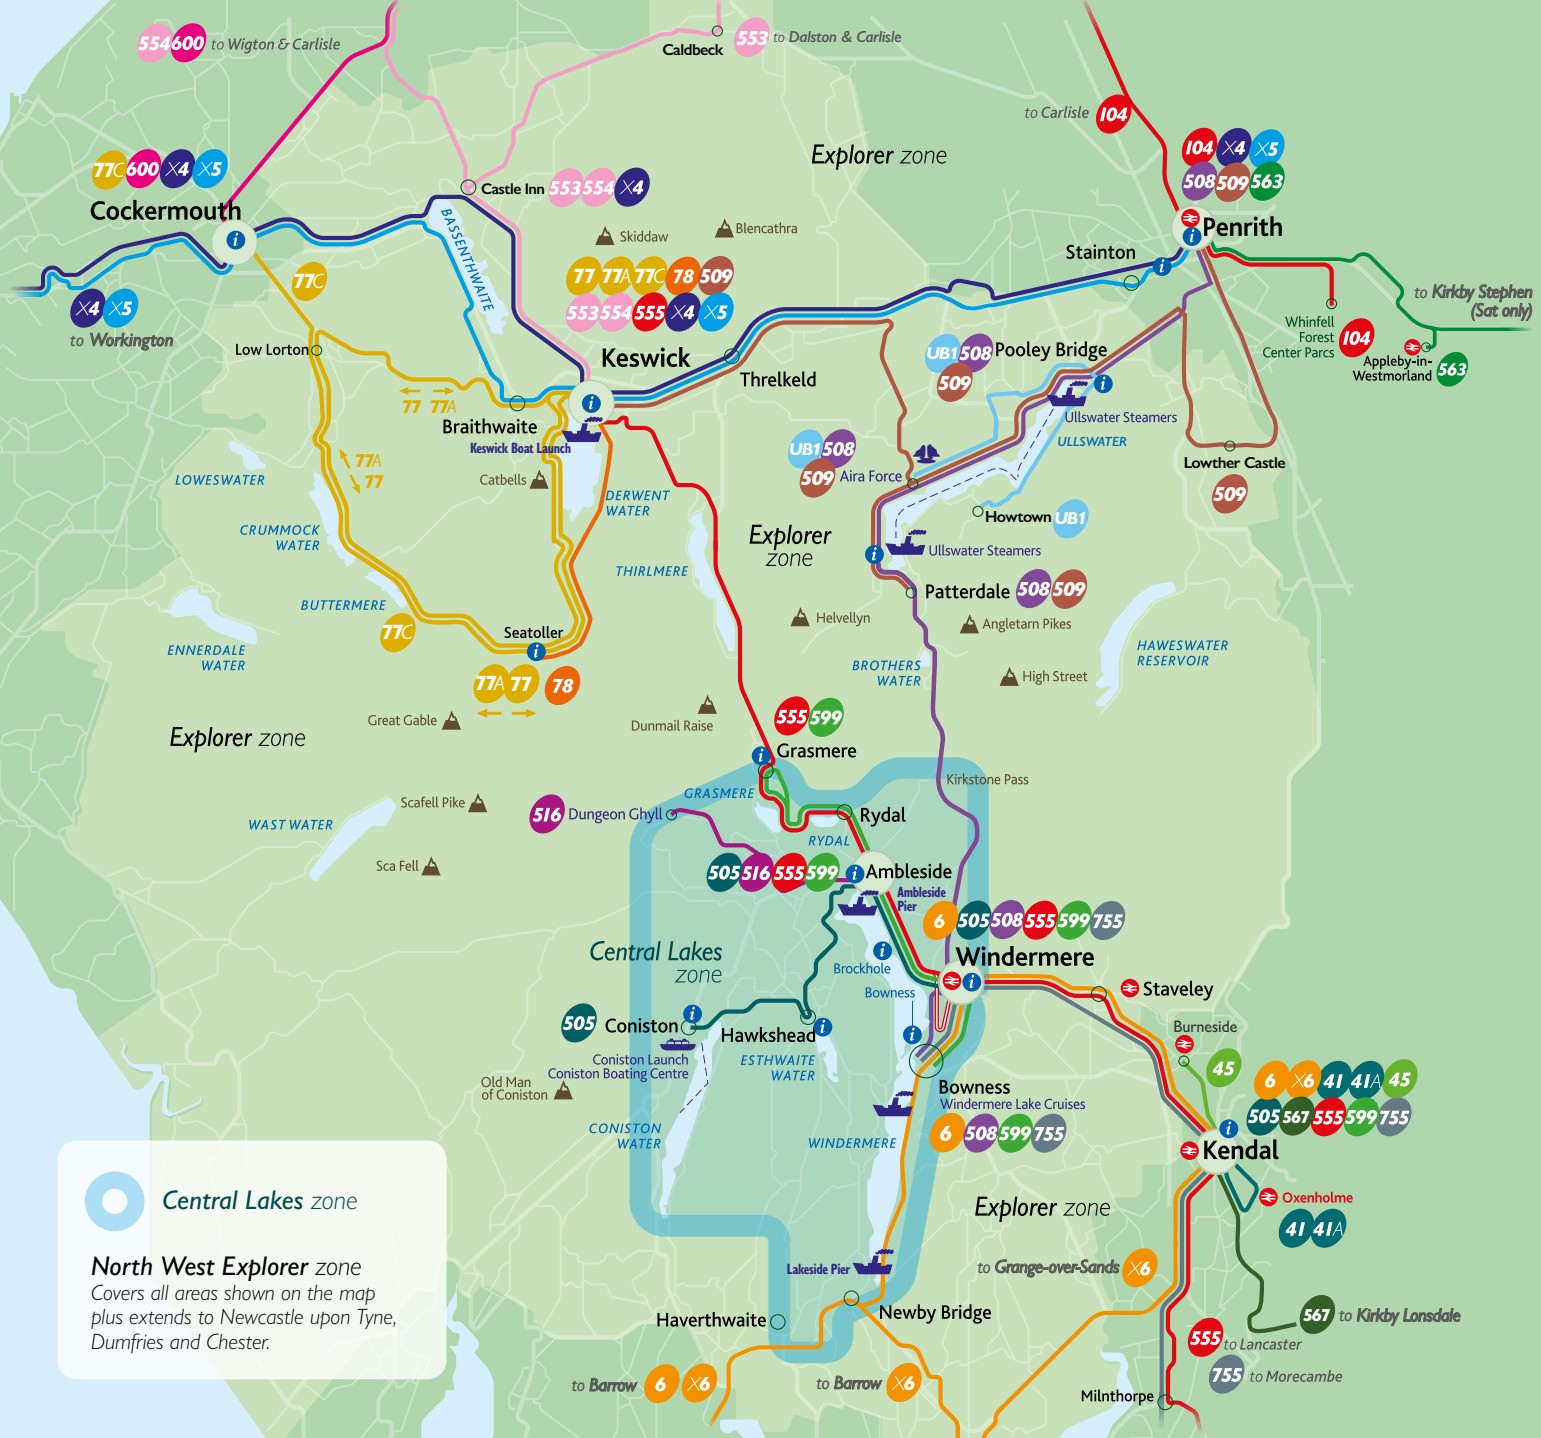 554 600 to Wigton & Carlisle
Caldbeck
553 to Dalston & Carlisle
to Carlisle 104
Explorer zone
77C 600 X4 X5
Cockermouth
i
X4 X5
to Workington
77C
Castle Inn 553 554 X4
BASSENTHWAITE
Skiddaw
Blencathra
77 77A 77C 78 509
553 554 555 X4 X5
Keswick
i
Threlkeld
104 X4 X5
508 509 563
Penrith
i
Stainton
i
to Kirkby Stephen
(Sat only)
Whinfell
Forest
Center Parcs
104
Appleby-in-
Westmorland
563
Low Lorton
77 77A
Braithwaite
Keswick Boat Launch
Catbells
77A
77
LOWESWATER
CRUMMOCK
WATER
BUTTERMERE
ENNERDALE
WATER
77C
Seatoller
i
77A 77 78
DERWENT
WATER
THIRLMERE
Explorer
zone
UB1 508
509
Pooley Bridge
i
Ullswater Steamers
ULLSWATER
UB1 508
509
Aira Force
Howtown UB1
Lowther Castle
509
i
Ullswater Steamers
Patterdale 508 509
Helvellyn
Angletarn Pikes
BROTHERS
WATER
High Street
HAWESWATER
RESERVOIR
Great Gable
Explorer zone
Dunmail Raise
555 599
i
Grasmere
GRASMERE
Kirkstone Pass
Scafell Pike
WAST WATER
Sca Fell
516 Dungeon Ghyll
Rydal
RYDAL
505 516 555 599
i
Ambleside
Ambleside
Pier
6 505 508 555 599 755
Windermere
i
Central Lakes
zone
i
Brockhole
Bowness
i
Staveley
Burneside
45
505 Coniston
i
Hawkshead
i
Coniston Launch
Coniston Boating Centre
ESTHWAITE
WATER
Old Man
of Coniston
CONISTON
WATER
Bowness
Windermere Lake Cruises
6 508 599 755
WINDERMERE
6 X6 41 41A 45
505 567 555 599 755
i
Kendal
Oxenholme
41 41A
Explorer zone
to Grange-over-Sands X6
Lakeside Pier
Newby Bridge
Haverthwaite
567 to Kirkby Lonsdale
555 to Lancaster
755 to Morecambe
Milnthorpe
to Barrow 6 X6
to Barrow X6
Central Lakes zone
North West Explorer zone
Covers all areas shown on the map
plus extends to Newcastle upon Tyne,
Dumfries and Chester.